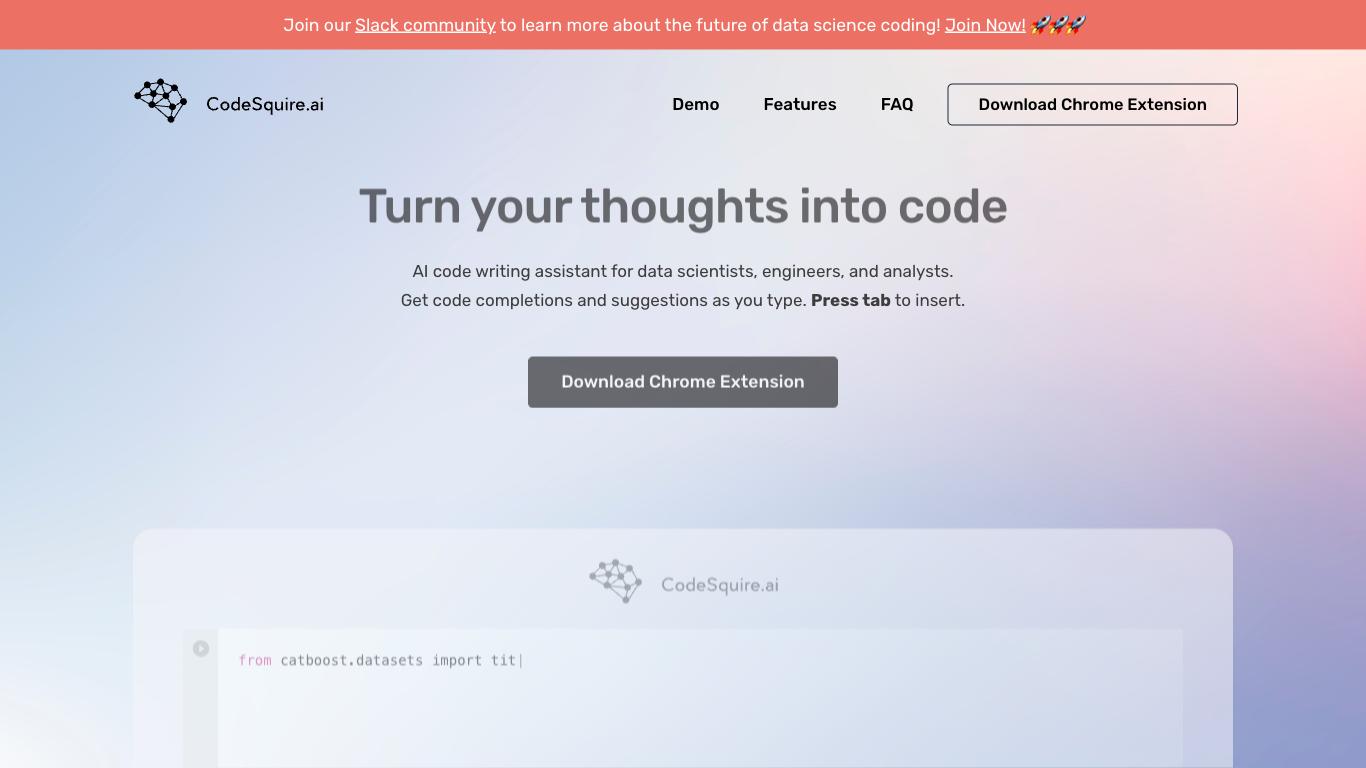 Join our Slack community to learn more about the future of data science coding! Join Now! 🚀🚀🚀
CodeSquire.ai
Demo
Features
FAQ
Download Chrome Extension
Turn your thoughts into code
AI code writing assistant for data scientists, engineers, and analysts.
Get code completions and suggestions as you type. Press tab to insert.
Download Chrome Extension
CodeSquire.ai
from catboost.datasets import tit